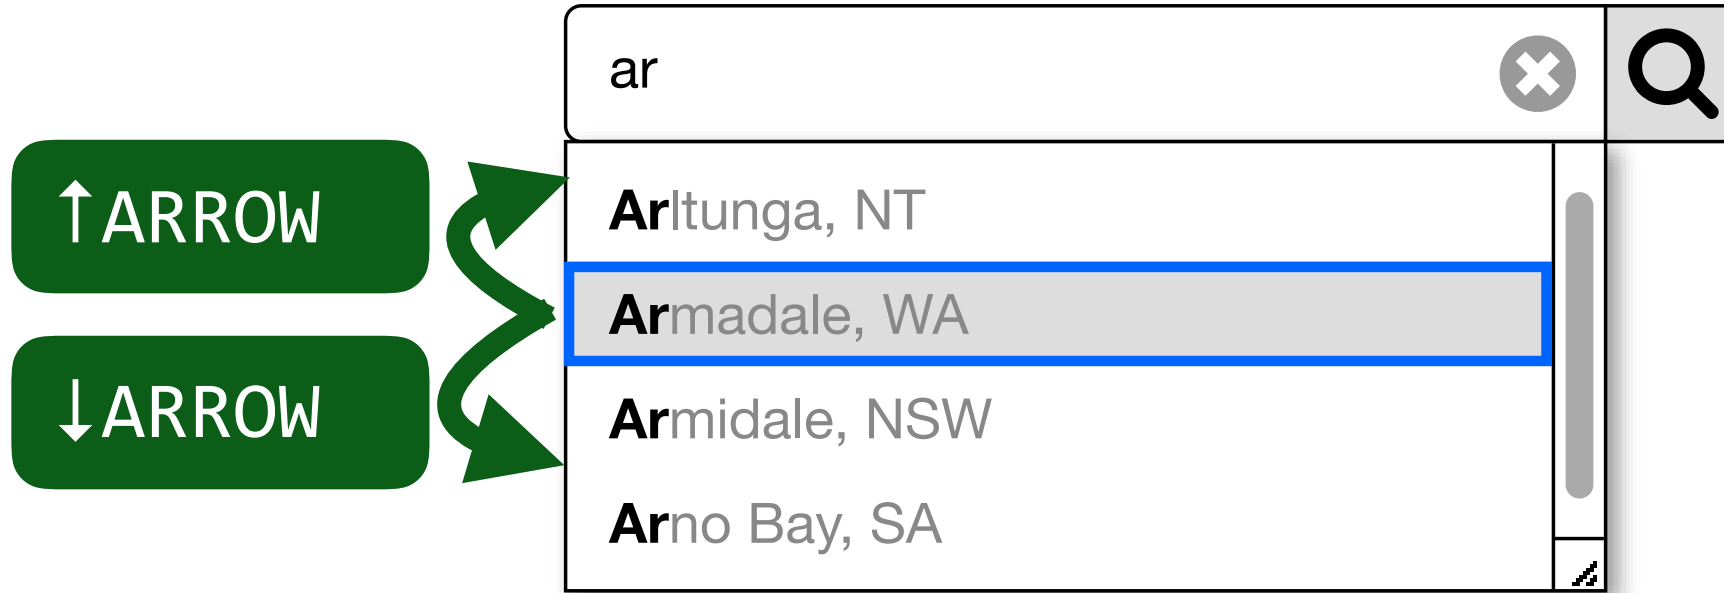 ar
↑ARROW
↓ARROW
Arltunga, NT
Armadale, WA
Armidale, NSW
Arno Bay, SA